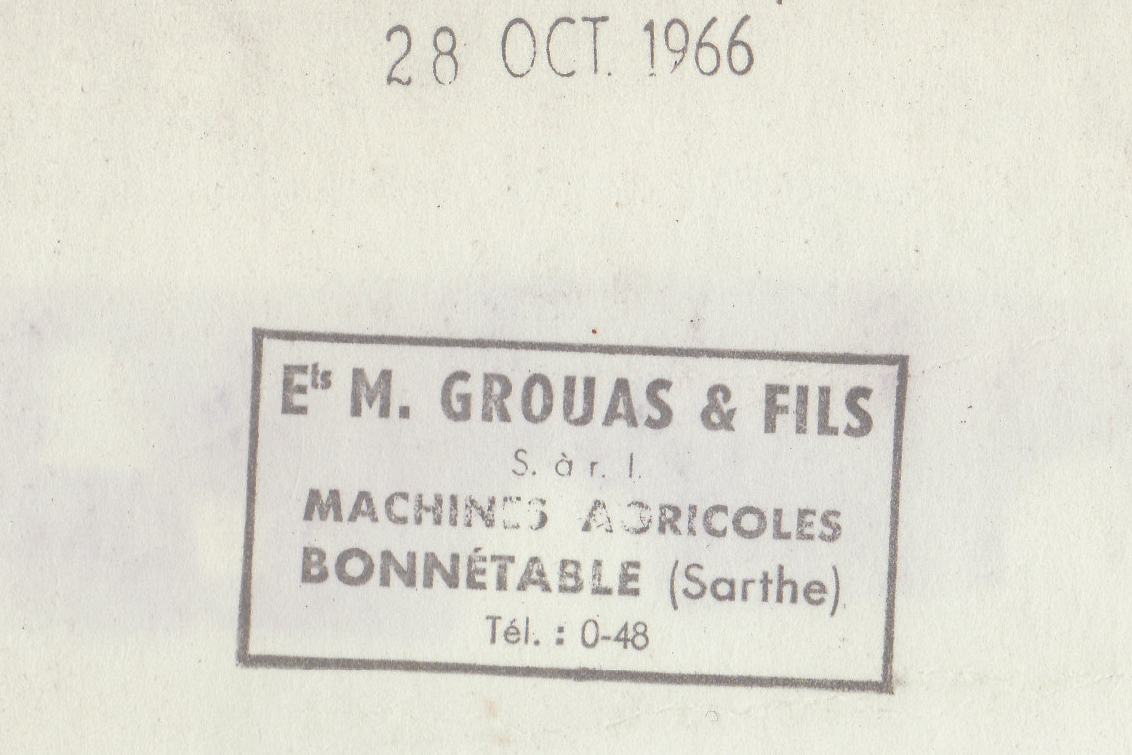 28 OCT. 1966
Ets M. GROUAS & FILS
S. à r. l.
MACHINES AGRICOLES
BONNÉTABLE (Sarthe)
Tél. : 0-48